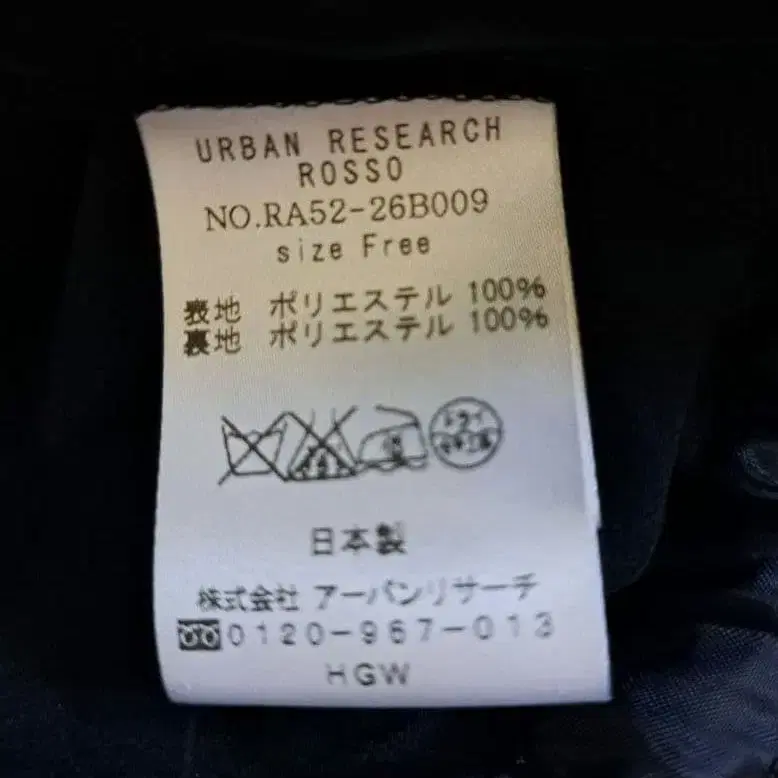 URBAN RESEARCH
ROSSO
NO.RA52-26B009
size Free
表地 ポリエステル 100%
裏地 ポリエステル 100%
日本製
株式会社 アーバンリサーチ
0120-967-013
HGW